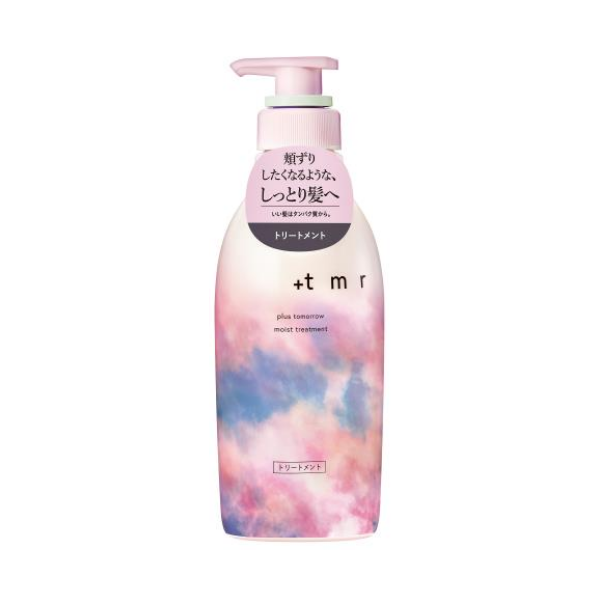 頬ずり
したくなるような、
しっとり髪へ
いい髪はタンパク質から。
トリートメント
+t m r
plus tomorrow
moist treatment
トリートメント